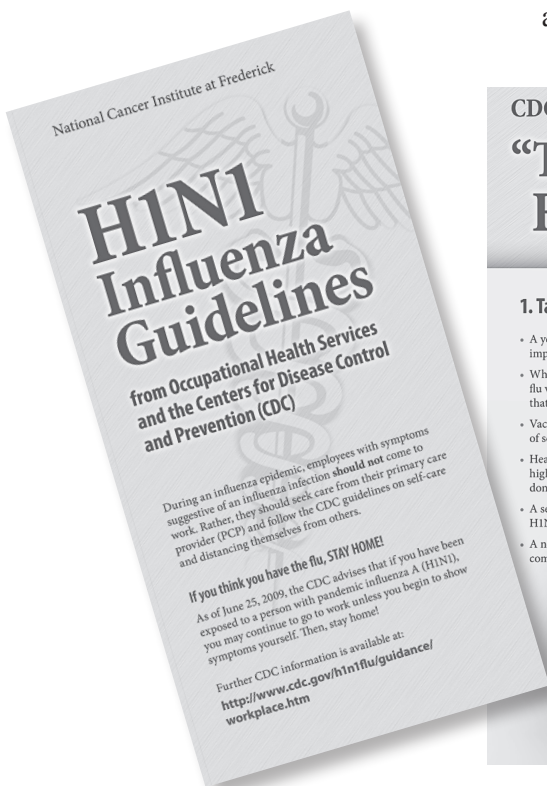 National Cancer Institute at Frederick
H1N1
Influenza
Guidelines
from Occupational Health Services
and the Centers for Disease Control
and Prevention (CDC)
During an influenza epidemic, employees with symptoms
suggestive of an influenza infection should not come to
work. Rather, they should seek care from their primary care
provider (PCP) and follow the CDC guidelines on self-care
and distancing themselves from others.
If you think you have the flu, STAY HOME!
As of June 25, 2009, the CDC advises that if you have been
exposed to a person with pandemic influenza A (H1N1),
you may continue to go to work unless you begin to show
symptoms yourself. Then, stay home!
Further CDC information is available at:
http://www.cdc.gov/h1n1flu/guidance/
workplace.htm
1.
• A
flu
that
• Vac
of